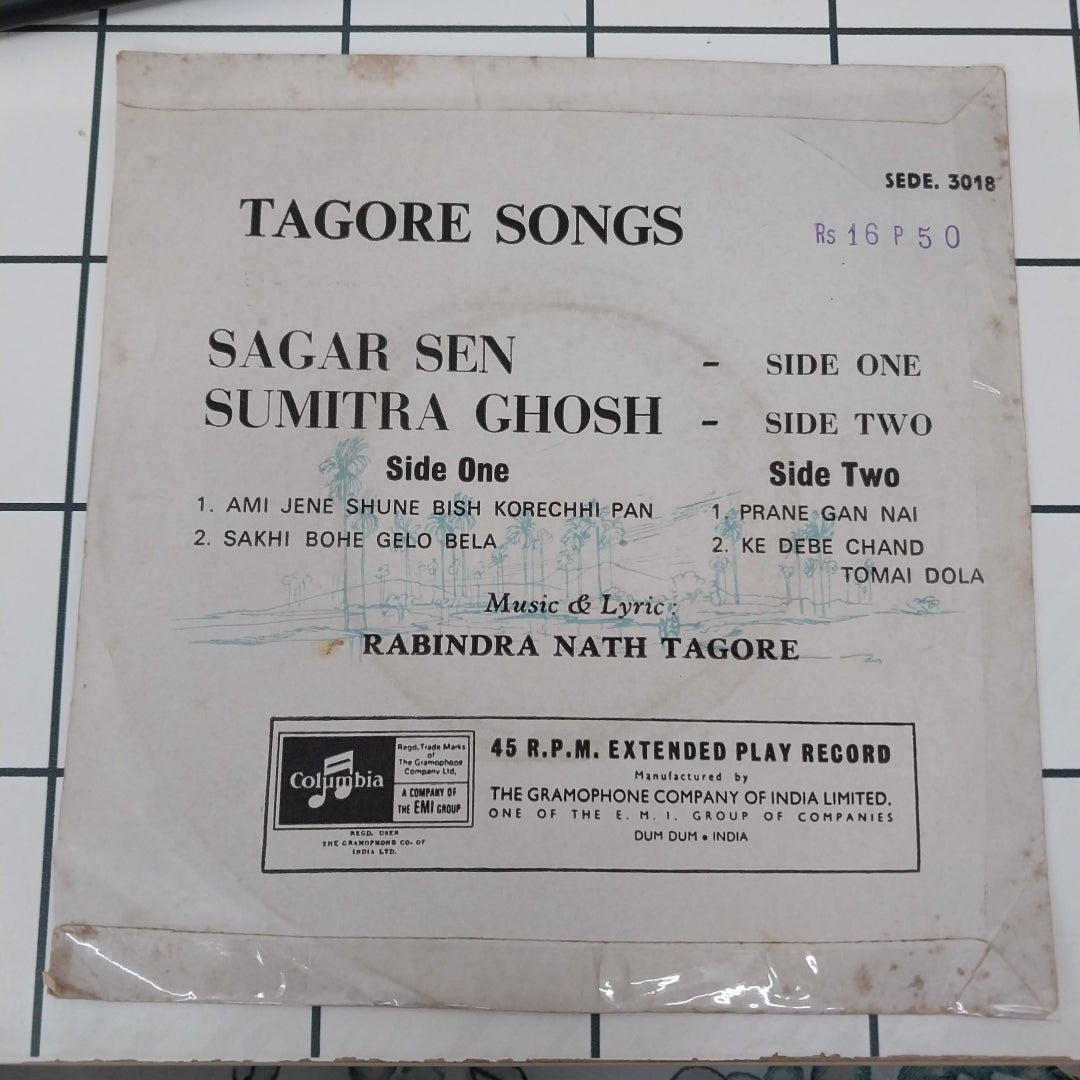 SEDE. 3018
TAGORE SONGS
Rs 16 P 50
SAGAR SEN - SIDE ONE
SUMITRA GHOSH - SIDE TWO
Side One
1. AMI JENE SHUNE BISH KORECHHI PAN
2. SAKHI BOHE GELO BELA
Side Two
1. PRANE GAN NAI
2. KE DEBE CHAND
TOMAI DOLA
Music & Lyric:
RABINDRA NATH TAGORE
Columbia
Regd. Trade Marks
of
The Gramophone
Company Ltd.
A COMPANY OF
THE EMI GROUP
REGD. USER
THE GRAMOPHONE CO. OF
INDIA LTD.
45 R.P.M. EXTENDED PLAY RECORD
Manufactured by
THE GRAMOPHONE COMPANY OF INDIA LIMITED.
ONE OF THE E. M. I. GROUP OF COMPANIES
DUM DUM • INDIA